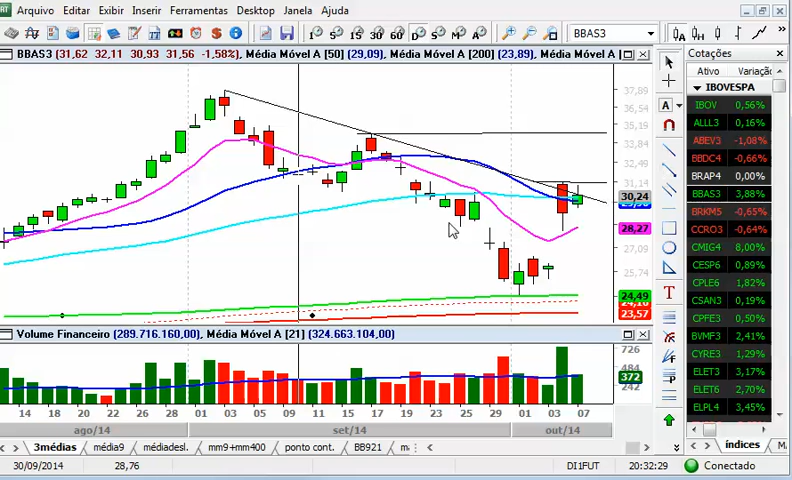 Arquivo Editar Exibir Inserir Ferramentas Desktop Janela Ajuda
1 5 10 15 30 60 D S M A BBAS3
BBAS3 (31,62 32,11 30,93 31,56 -1,58%) Média Móvel A [50] (29,09) Média Móvel A [200] (23,89) Média Móvel A
Cotações
Ativo Variação
IBOVESPA
IBOV 0,56%
ALLL3 0,16%
ABEV3 -1,08%
BBDC4 -0,66%
BRAP4 0,00%
BBAS3 3,88%
BRKM5 -0,65%
CCRO3 -0,64%
CMIG4 8,00%
CESP6 0,89%
CPLE6 1,82%
CSAN3 0,19%
CPFE3 0,50%
BVMF3 2,41%
CYRE3 1,29%
ELET3 3,17%
ELET6 2,70%
ELPL4 3,45%
37,89
36,54
35,19
33,84
32,49
31,14
30,24
28,27
27,09
25,74
24,49
23,57
Volume Financeiro (289.716.160,00) Média Móvel A [21] (324.663.104,00)
726
484
372
242
14 18 20 22 26 28 01 03 05 09 11 15 17 19 23 25 29 01 03 07
ago/14 set/14 out/14
3médias média9 médiadesl. mm9+mm400 ponto cont. BB921
índices
30/09/2014 28,76 DI1FUT 20:32:29 Conectado